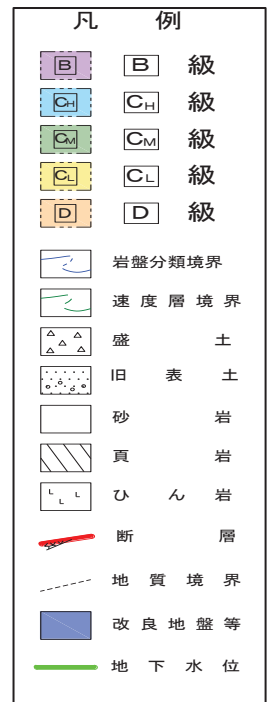 凡 例
B B 級
CH CH 級
CM CM 級
CL CL 級
D D 級
岩盤分類境界
速度層境界
盛 土
旧 表 土
砂 岩
頁 岩
ひ ん 岩
断 層
地 質 境 界
改 良 地 盤 等
地 下 水 位